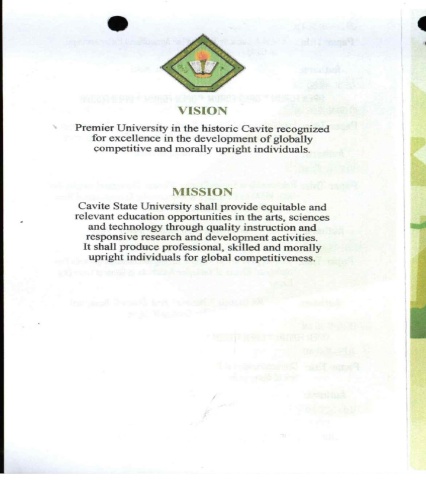 VISION
Premier University in the historic Cavite recognized
for excellence in the development of globally
competitive and morally upright individuals.
MISSION
Cavite State University shall provide equitable and
relevant education opportunities in the arts, sciences
and technology through quality instruction and
responsive research and development activities.
It shall produce professional, skilled and morally
upright individuals for global competitiveness.